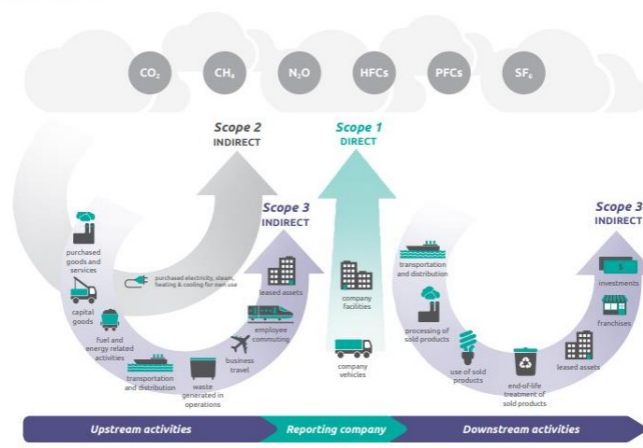 CO₂
CH₄
N₂O
HFCs
PFCs
SF₆
Scope 2
INDIRECT
Scope 1
DIRECT
Scope 3
INDIRECT
Scope 3
INDIRECT
purchased
goods and
services
capital
goods
fuel and
energy related
activities
purchased electricity, steam,
heating & cooling for own use
transportation
and distribution
waste
generated in
operations
business
travel
employee
commuting
leased assets
company
facilities
company
vehicles
transportation
and distribution
processing of
sold products
use of sold
products
end-of-life
treatment of
sold products
leased assets
franchises
investments
Upstream activities
Reporting company
Downstream activities